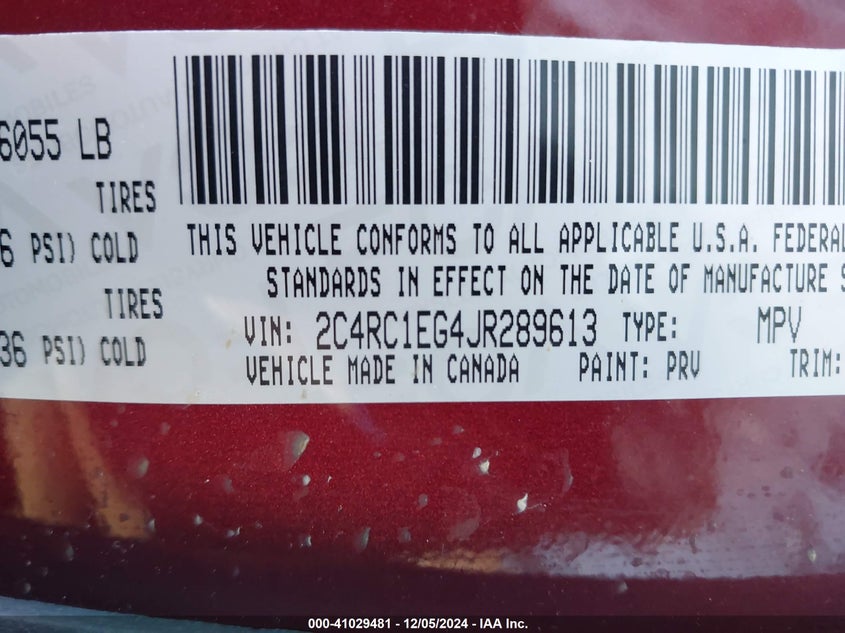 6055 LB
TIRES
6 PSI) COLD
TIRES
36 PSI) COLD
THIS VEHICLE CONFORMS TO ALL APPLICABLE U.S.A. FEDERAL
STANDARDS IN EFFECT ON THE DATE OF MANUFACTURE S
VIN: 2C4RC1EG4JR289613 TYPE: MPV
VEHICLE MADE IN CANADA PAINT: PRV TRIM:
000-41029481 - 12/05/2024 - IAA Inc.